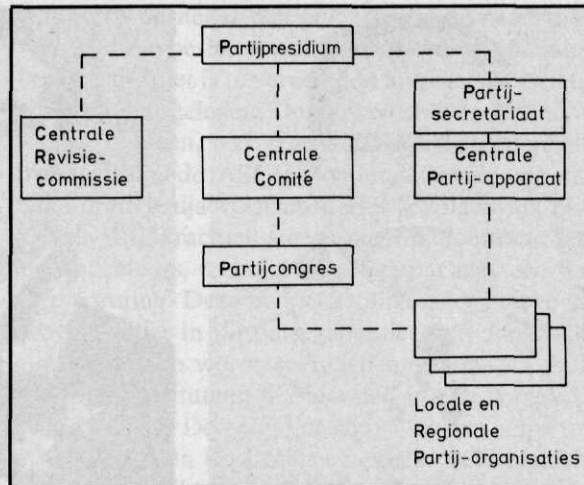 Partijpresidium
Centrale
Revisie-
commissie
Centrale
Comité
Partij-
secretariaat
Centrale
Partij-apparaat
Partijcongres
Locale en
Regionale
Partij-organisaties